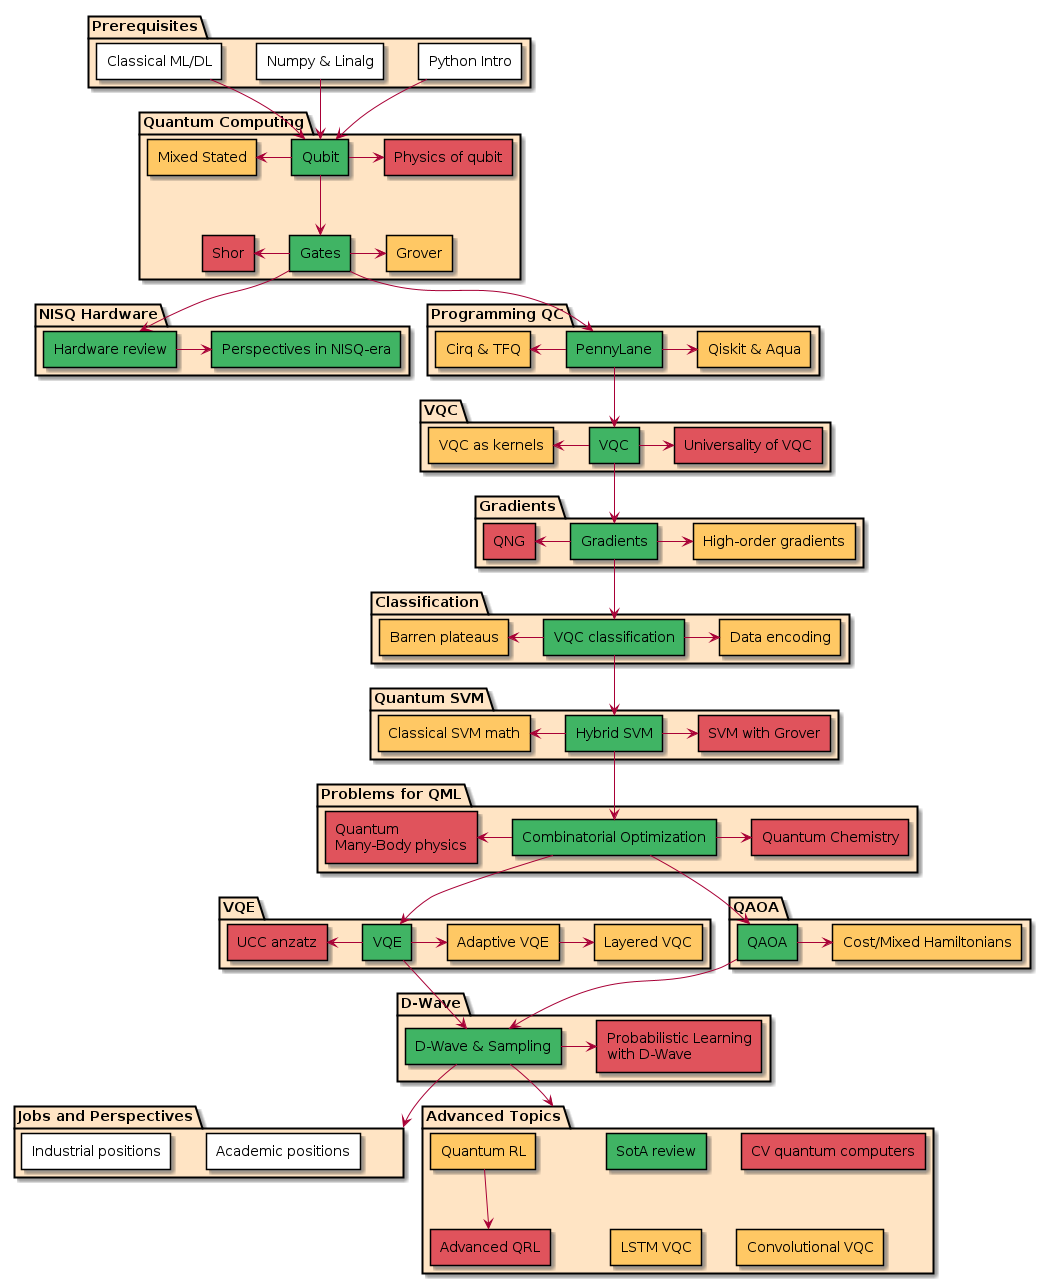 Prerequisites
Classical ML/DL
Numpy & Linalg
Python Intro
Quantum Computing
Mixed Stated
Qubit
Physics of qubit
Shor
Gates
Grover
NISQ Hardware
Hardware review
Perspectives in NISQ-era
Programming QC
Cirq & TFQ
PennyLane
Qiskit & Aqua
VQC
VQC as kernels
VQC
Universality of VQC
Gradients
QNG
Gradients
High-order gradients
Classification
Barren plateaus
VQC classification
Data encoding
Quantum SVM
Classical SVM math
Hybrid SVM
SVM with Grover
Problems for QML
Quantum
Many-Body physics
Combinatorial Optimization
Quantum Chemistry
VQE
UCC anzatz
VQE
Adaptive VQE
Layered VQC
QAOA
QAOA
Cost/Mixed Hamiltonians
D-Wave
D-Wave & Sampling
Probabilistic Learning
with D-Wave
Jobs and Perspectives
Industrial positions
Academic positions
Advanced Topics
Quantum RL
SotA review
CV quantum computers
Advanced QRL
LSTM VQC
Convolutional VQC